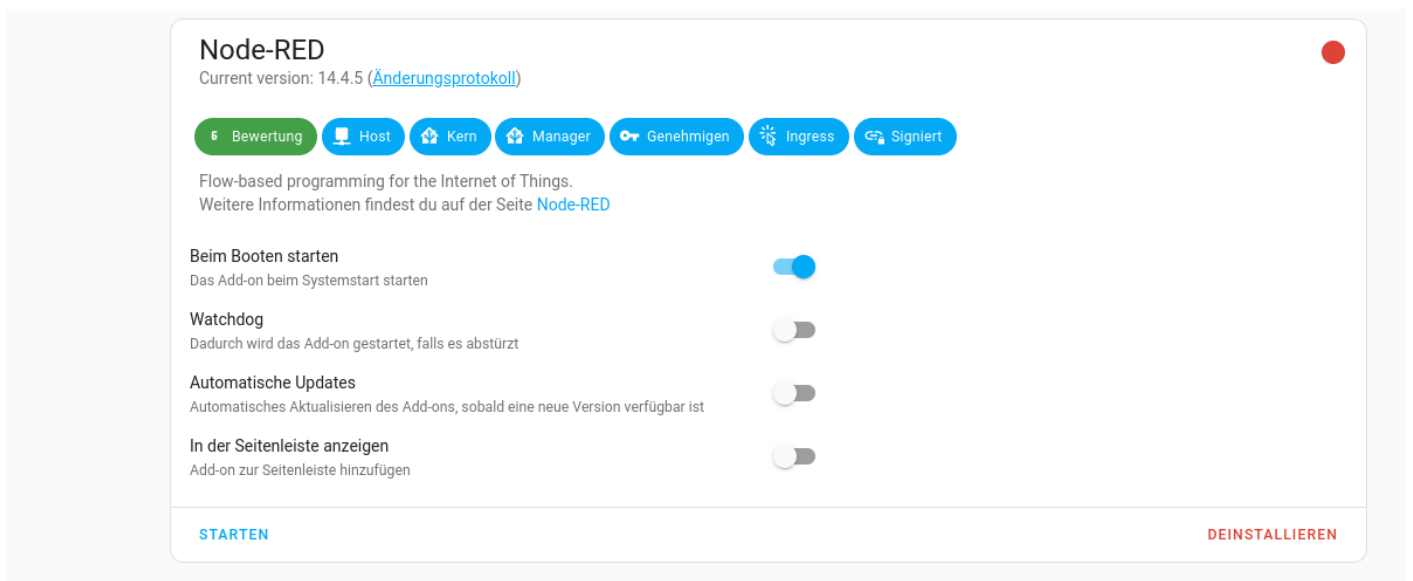 Node-RED
Current version: 14.4.5 (Änderungsprotokoll)
6 Bewertung Host Kern Manager Genehmigen Ingress Signiert
Flow-based programming for the Internet of Things.
Weitere Informationen findest du auf der Seite Node-RED
Beim Booten starten
Das Add-on beim Systemstart starten
Watchdog
Dadurch wird das Add-on gestartet, falls es abstürzt
Automatische Updates
Automatisches Aktualisieren des Add-ons, sobald eine neue Version verfügbar ist
In der Seitenleiste anzeigen
Add-on zur Seitenleiste hinzufügen
STARTEN DEINSTALLIEREN